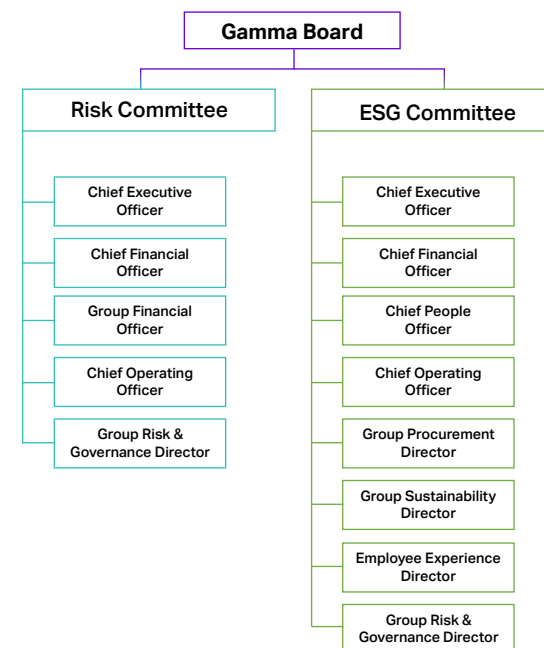 Gamma Board
Risk Committee
Chief Executive
Officer
Chief Financial
Officer
Group Financial
Officer
Chief Operating
Officer
Group Risk &
Governance Director
ESG Committee
Chief Executive
Officer
Chief Financial
Officer
Chief People
Officer
Chief Operating
Officer
Group Procurement
Director
Group Sustainability
Director
Employee Experience
Director
Group Risk &
Governance Director